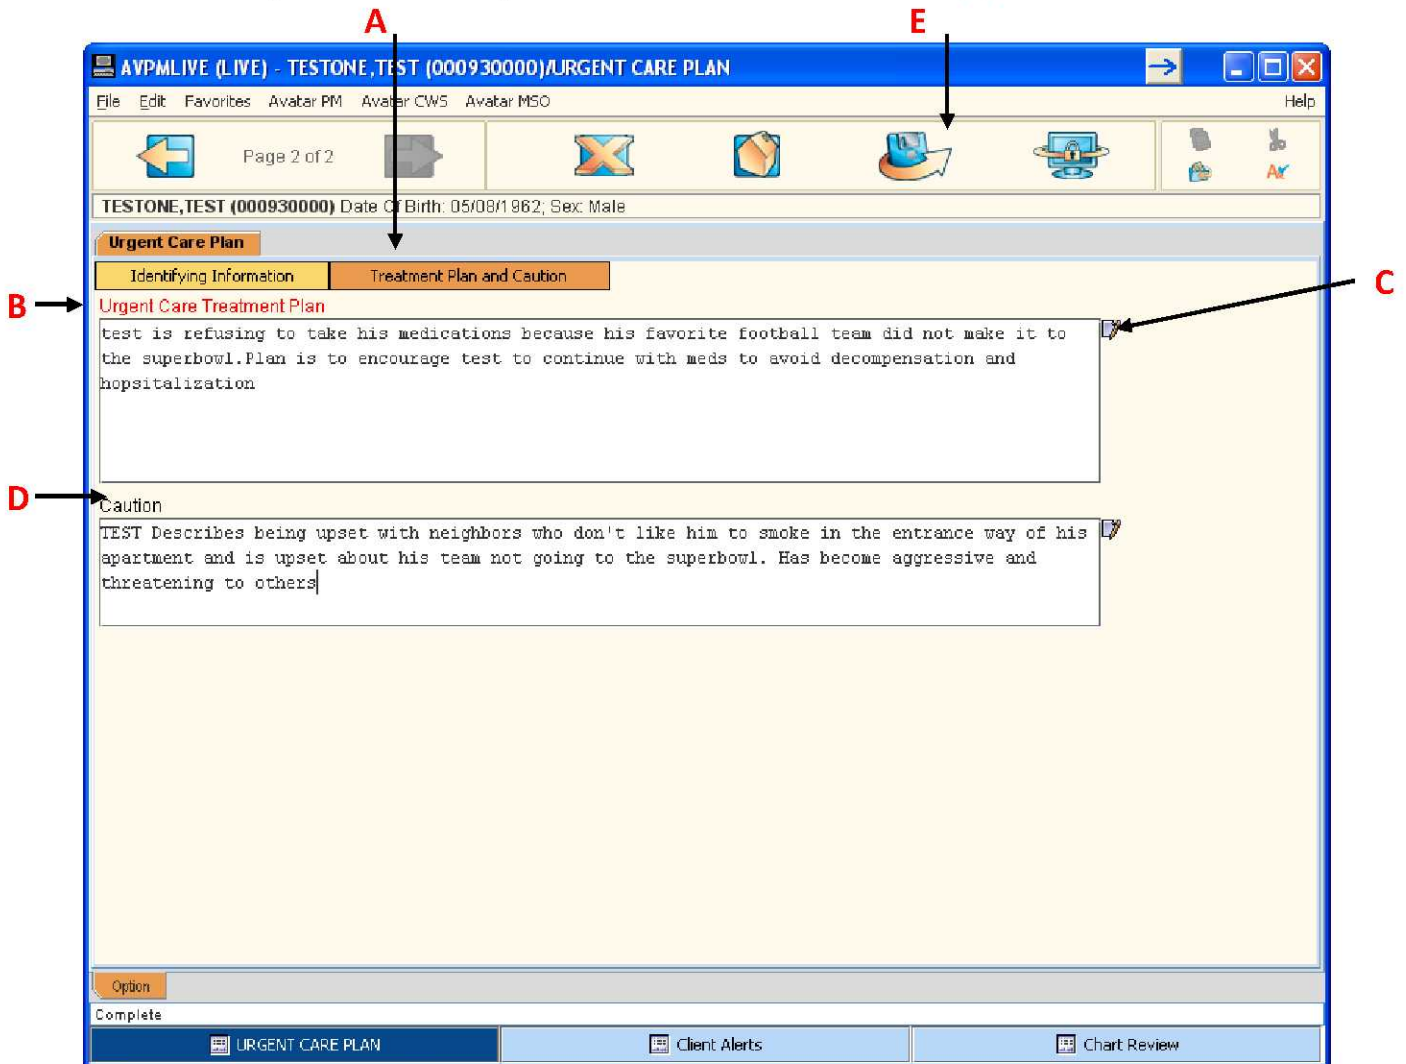 A
E
AVPMLIVE (LIVE) - TESTONE,TEST (000930000)/URGENT CARE PLAN
File Edit Favorites Avatar PM Avatar CWS Avatar MSO Help
Page 2 of 2
TESTONE,TEST (000930000) Date Of Birth: 05/08/1962; Sex: Male
Urgent Care Plan
Identifying Information Treatment Plan and Caution
C
B
Urgent Care Treatment Plan
test is refusing to take his medications because his favorite football team did not make it to
the superbowl.Plan is to encourage test to continue with meds to avoid decompensation and
hopsitalization
D
Caution
TEST Describes being upset with neighbors who don't like him to smoke in the entrance way of his
apartment and is upset about his team not going to the superbowl. Has become aggressive and
threatening to others
Option
Complete
URGENT CARE PLAN Client Alerts Chart Review